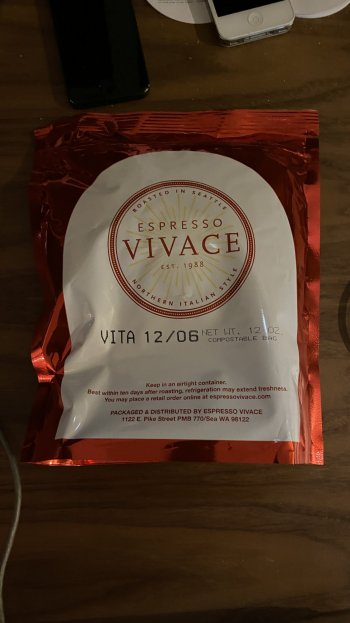 ROASTED IN SEATTLE
ESPRESSO
VIVACE
EST. 1988
NORTHERN ITALIAN STYLE
VITA 12/06 NET WT. 12 OZ.
COMPOSTABLE BAG
Keep in an airtight container.
Best within ten days after roasting, refrigeration may extend freshness.
You may place a retail order online at espressovivace.com
PACKAGED & DISTRIBUTED BY ESPRESSO VIVACE
1122 E. Pike Street PMB 770/Sea WA 98122